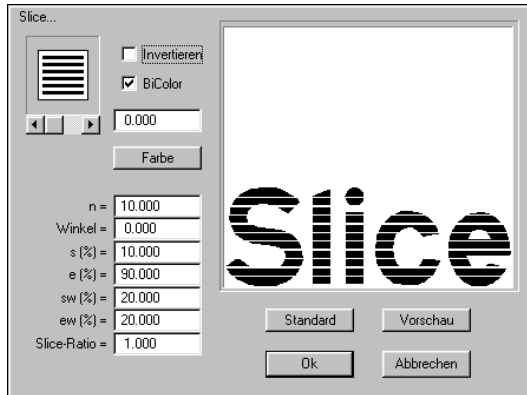 Slice...
Invertieren
BiColor
0.000
Farbe
n = 10.000
Winkel = 0.000
s (%) = 10.000
e (%) = 90.000
sw (%) = 20.000
ew (%) = 20.000
Slice-Ratio = 1.000
Slice
Standard Vorschau
Ok Abbrechen